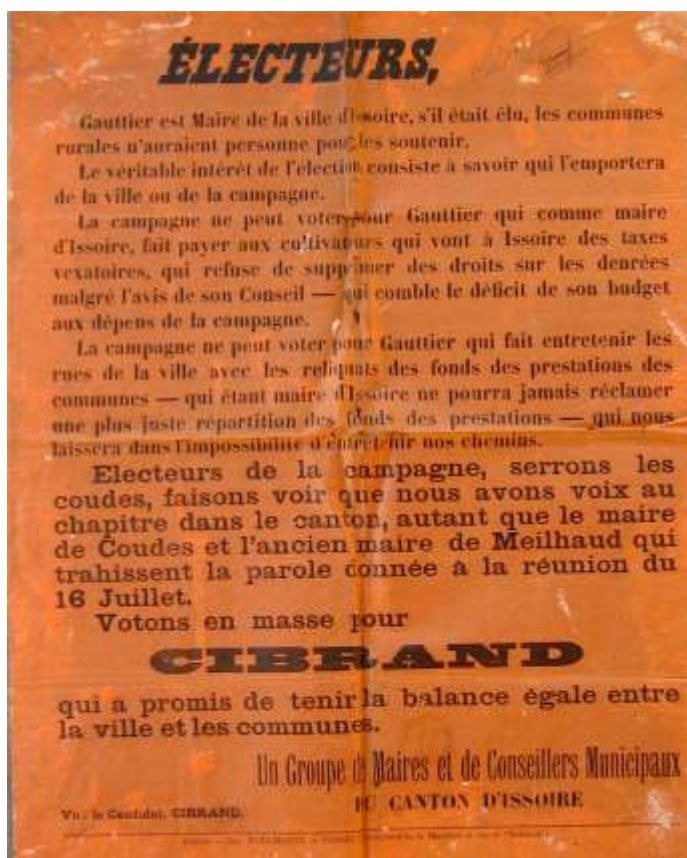 ÉLECTEURS,
Gauttier est Maire de la ville d'Issoire, s'il était élu, les communes
rurales n'auraient personne pour les soutenir.
Le véritable intérêt de l'election consiste à savoir qui l'emportera
de la ville ou de la campagne.
La campagne ne peut voter pour Gauttier qui comme maire
d'Issoire, fait payer aux cultivateurs qui vont à Issoire des taxes
vexatoires, qui refuse de supprimer des droits sur les denrées
malgré l'avis de son Conseil — qui comble le déficit de son budget
aux dépens de la campagne.
La campagne ne peut voter pour Gauttier qui fait entretenir les
rues de la ville avec les reliquats des fonds des prestations des
communes — qui étant maire d'Issoire ne pourra jamais réclamer
une plus juste répartition des fonds des prestations — qui nous
laissera dans l'impossibilité d'entretenir nos chemins.
Electeurs de la campagne, serrons les
coudes, faisons voir que nous avons voix au
chapitre dans le canton, autant que le maire
de Coudes et l'ancien maire de Meilhaud qui
trahissent la parole donnée à la réunion du
16 Juillet.
Votons en masse pour
CIBRAND
qui a promis de tenir la balance égale entre
la ville et les communes.
Un Groupe de Maires et de Conseillers Municipaux
DU CANTON D'ISSOIRE
Vu : le Candidat, CIBRAND.